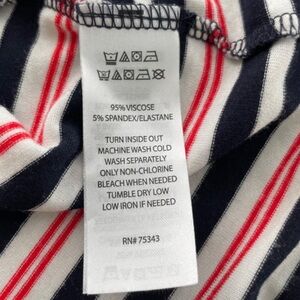 95% VISCOSE
5% SPANDEX/ELASTANE
TURN INSIDE OUT
MACHINE WASH COLD
WASH SEPARATELY
ONLY NON-CHLORINE
BLEACH WHEN NEEDED
TUMBLE DRY LOW
LOW IRON IF NEEDED
RN# 75343